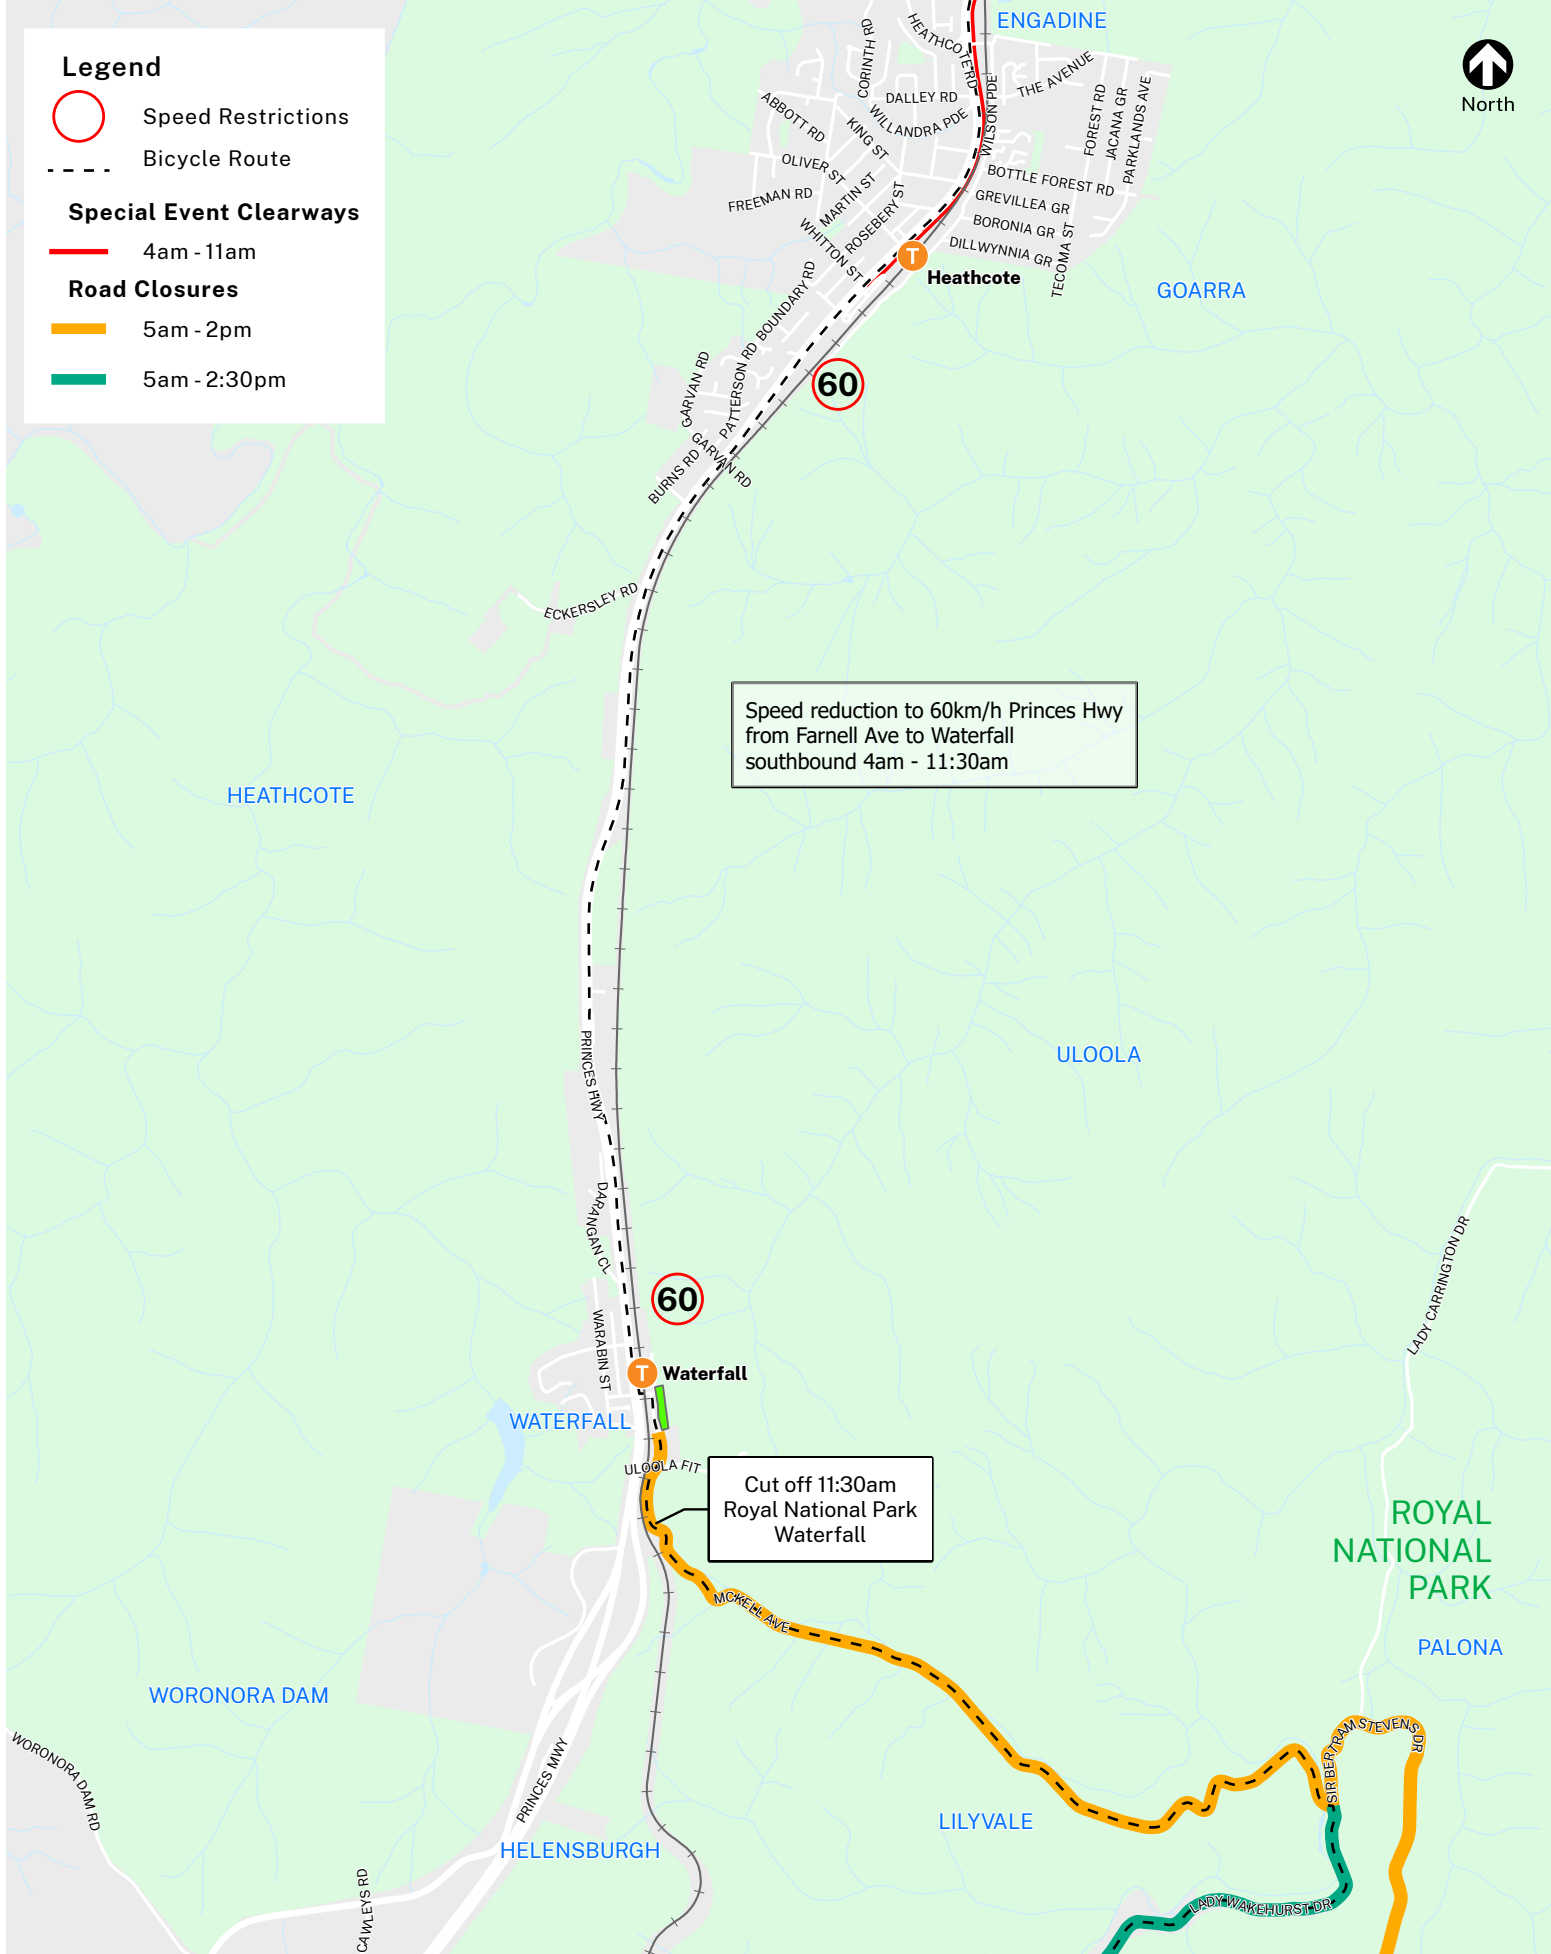 Legend
Speed Restrictions
Bicycle Route
Special Event Clearways
4am - 11am
Road Closures
5am - 2pm
5am - 2:30pm
North
ENGADINE
HEATHCOTE RD
CORINTH RD
THE AVENUE
WILSON PDE
DALLEY RD
WILLANDRA PDE
ABBOTT RD
KING ST
FOREST RD
JACANA GR
PARKLANDS AVE
OLIVER ST
MARTIN ST
FREEMAN RD
ROSEBERY ST
WHITTON ST
BOTTLE FOREST RD
GREVILLEA GR
BORONIA GR
DILLWYNNIA GR
TECOMA ST
T
Heathcote
GOARRA
BOUNDARY RD
PATTERSON RD
GARVAN RD
60
GARVAN RD
BURNS RD
ECKERSLEY RD
Speed reduction to 60km/h Princes Hwy
from Farnell Ave to Waterfall
southbound 4am - 11:30am
HEATHCOTE
ULOOLA
PRINCES HWY
DARANGAN CL
60
WARABIN ST
T
Waterfall
WATERFALL
LADY CARRINGTON DR
ULOOLA FIT
Cut off 11:30am
Royal National Park
Waterfall
ROYAL
NATIONAL
PARK
MCKELL AVE
PALONA
WORONORA DAM
WORONORA DAM RD
PRINCES MWY
SIR BERTRAM STEVENS DR
LILYVALE
HELENSBURGH
LADY WAKEHURST DR
CAWLEYS RD